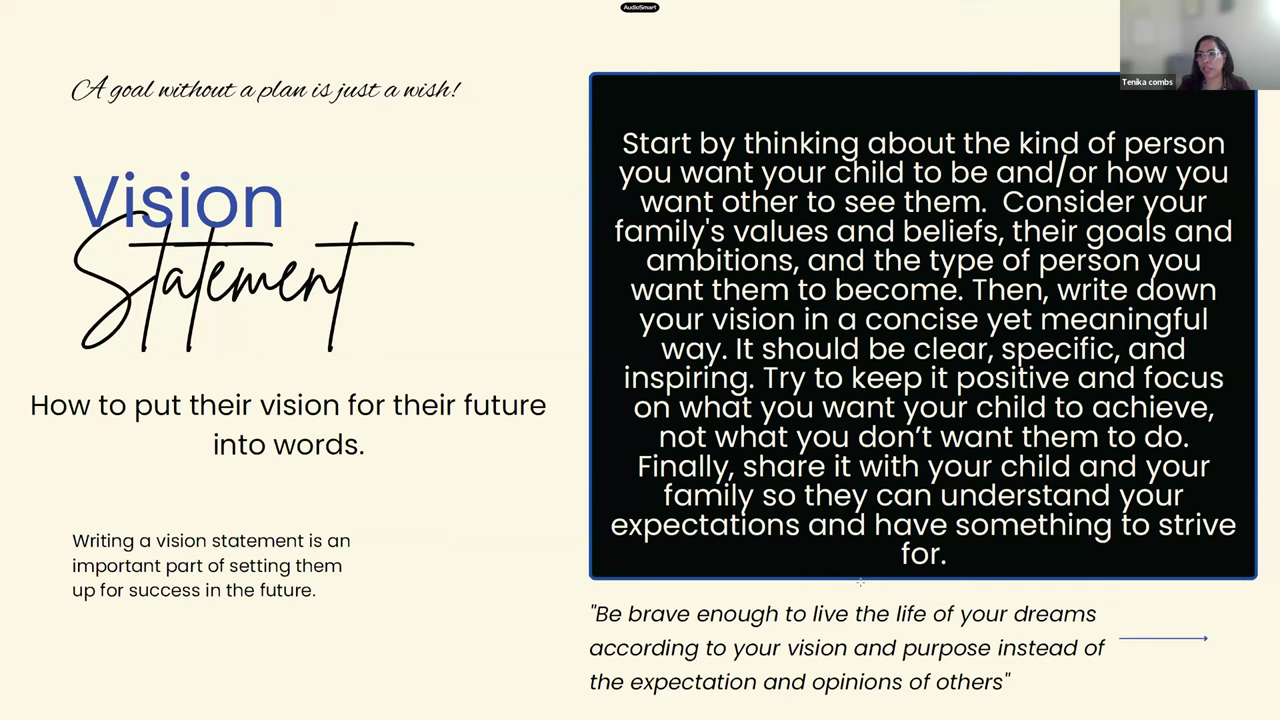 AudioSmart
Tenika combs
A goal without a plan is just a wish!
Vision
Statement
How to put their vision for their future
into words.
Writing a vision statement is an
important part of setting them
up for success in the future.
Start by thinking about the kind of person
you want your child to be and/or how you
want other to see them.  Consider your
family's values and beliefs, their goals and
ambitions, and the type of person you
want them to become. Then, write down
your vision in a concise yet meaningful
way. It should be clear, specific, and
inspiring. Try to keep it positive and focus
on what you want your child to achieve,
not what you don’t want them to do.
Finally, share it with your child and your
family so they can understand your
expectations and have something to strive
for.
"Be brave enough to live the life of your dreams
according to your vision and purpose instead of
the expectation and opinions of others"